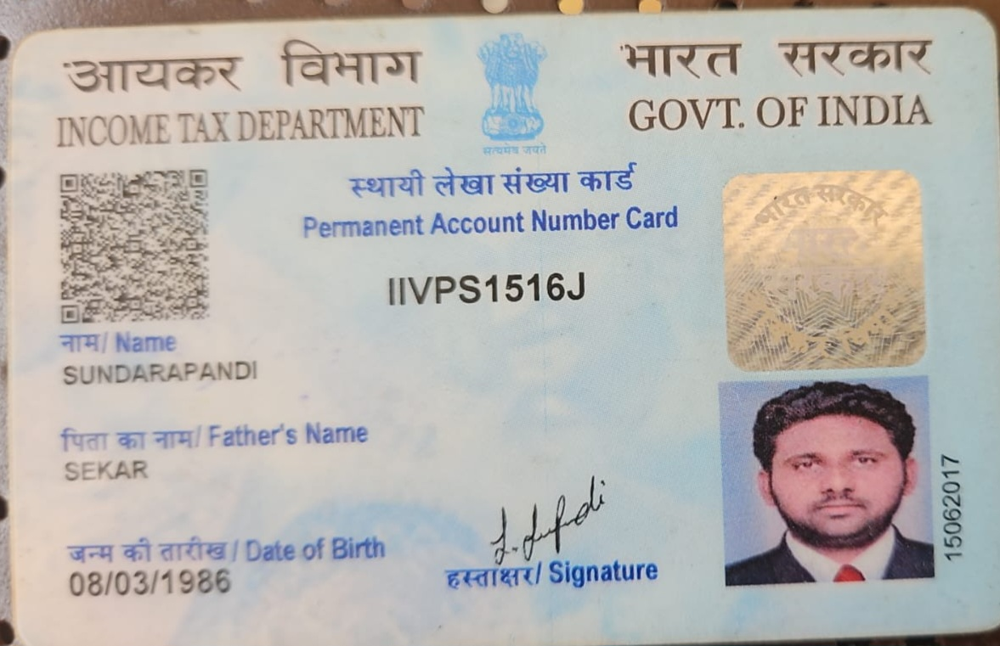 आयकर विभाग
INCOME TAX DEPARTMENT
भारत सरकार
GOVT. OF INDIA
सत्यमेव जयते
स्थायी लेखा संख्या कार्ड
Permanent Account Number Card
IIVPS1516J
भारत सरकार
नाम/ Name
SUNDARAPANDI
पिता का नाम/ Father's Name
SEKAR
जन्म की तारीख / Date of Birth
08/03/1986
हस्ताक्षर/ Signature
15062017